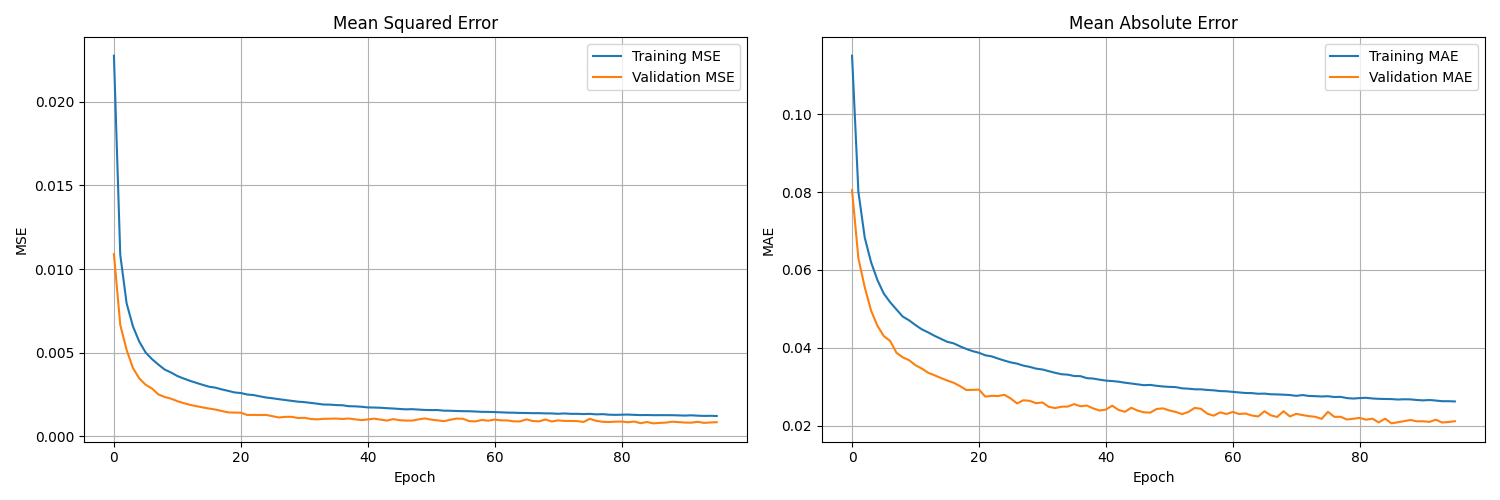 Mean Squared Error
Training MSE
Validation MSE
0.020
0.015
0.010
0.005
0.000
MSE
0
20
40
60
80
Epoch
Mean Absolute Error
Training MAE
Validation MAE
0.10
0.08
0.06
0.04
0.02
MAE
0
20
40
60
80
Epoch